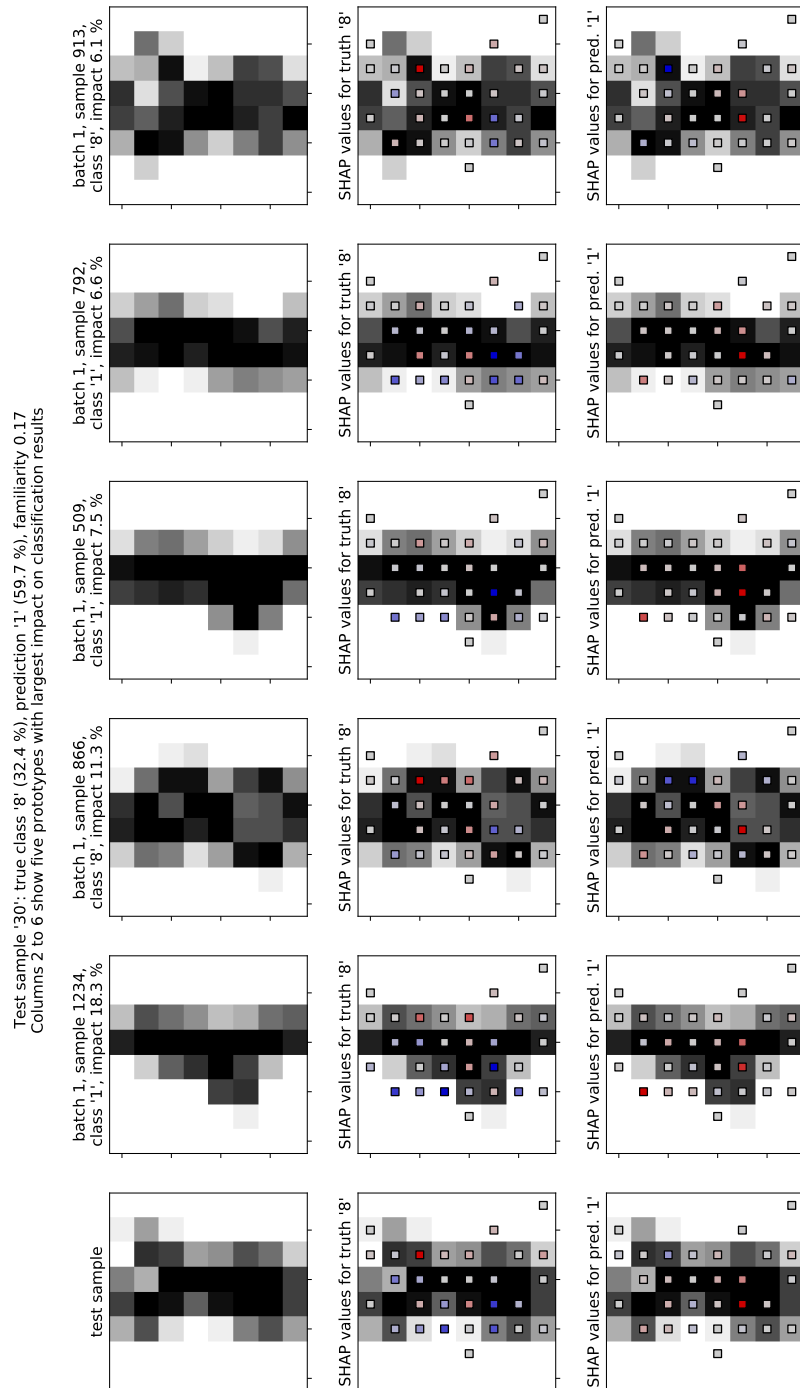 Test sample '30': true class '8' (32.4 %), prediction '1' (59.7 %), familiarity 0.17
Columns 2 to 6 show five prototypes with largest impact on classification results
test sample
batch 1, sample 1234,
class '1', impact 18.3 %
batch 1, sample 866,
class '8', impact 11.3 %
batch 1, sample 509,
class '1', impact 7.5 %
batch 1, sample 792,
class '1', impact 6.6 %
batch 1, sample 913,
class '8', impact 6.1 %
SHAP values for truth '8'
SHAP values for truth '8'
SHAP values for truth '8'
SHAP values for truth '8'
SHAP values for truth '8'
SHAP values for truth '8'
SHAP values for pred. '1'
SHAP values for pred. '1'
SHAP values for pred. '1'
SHAP values for pred. '1'
SHAP values for pred. '1'
SHAP values for pred. '1'